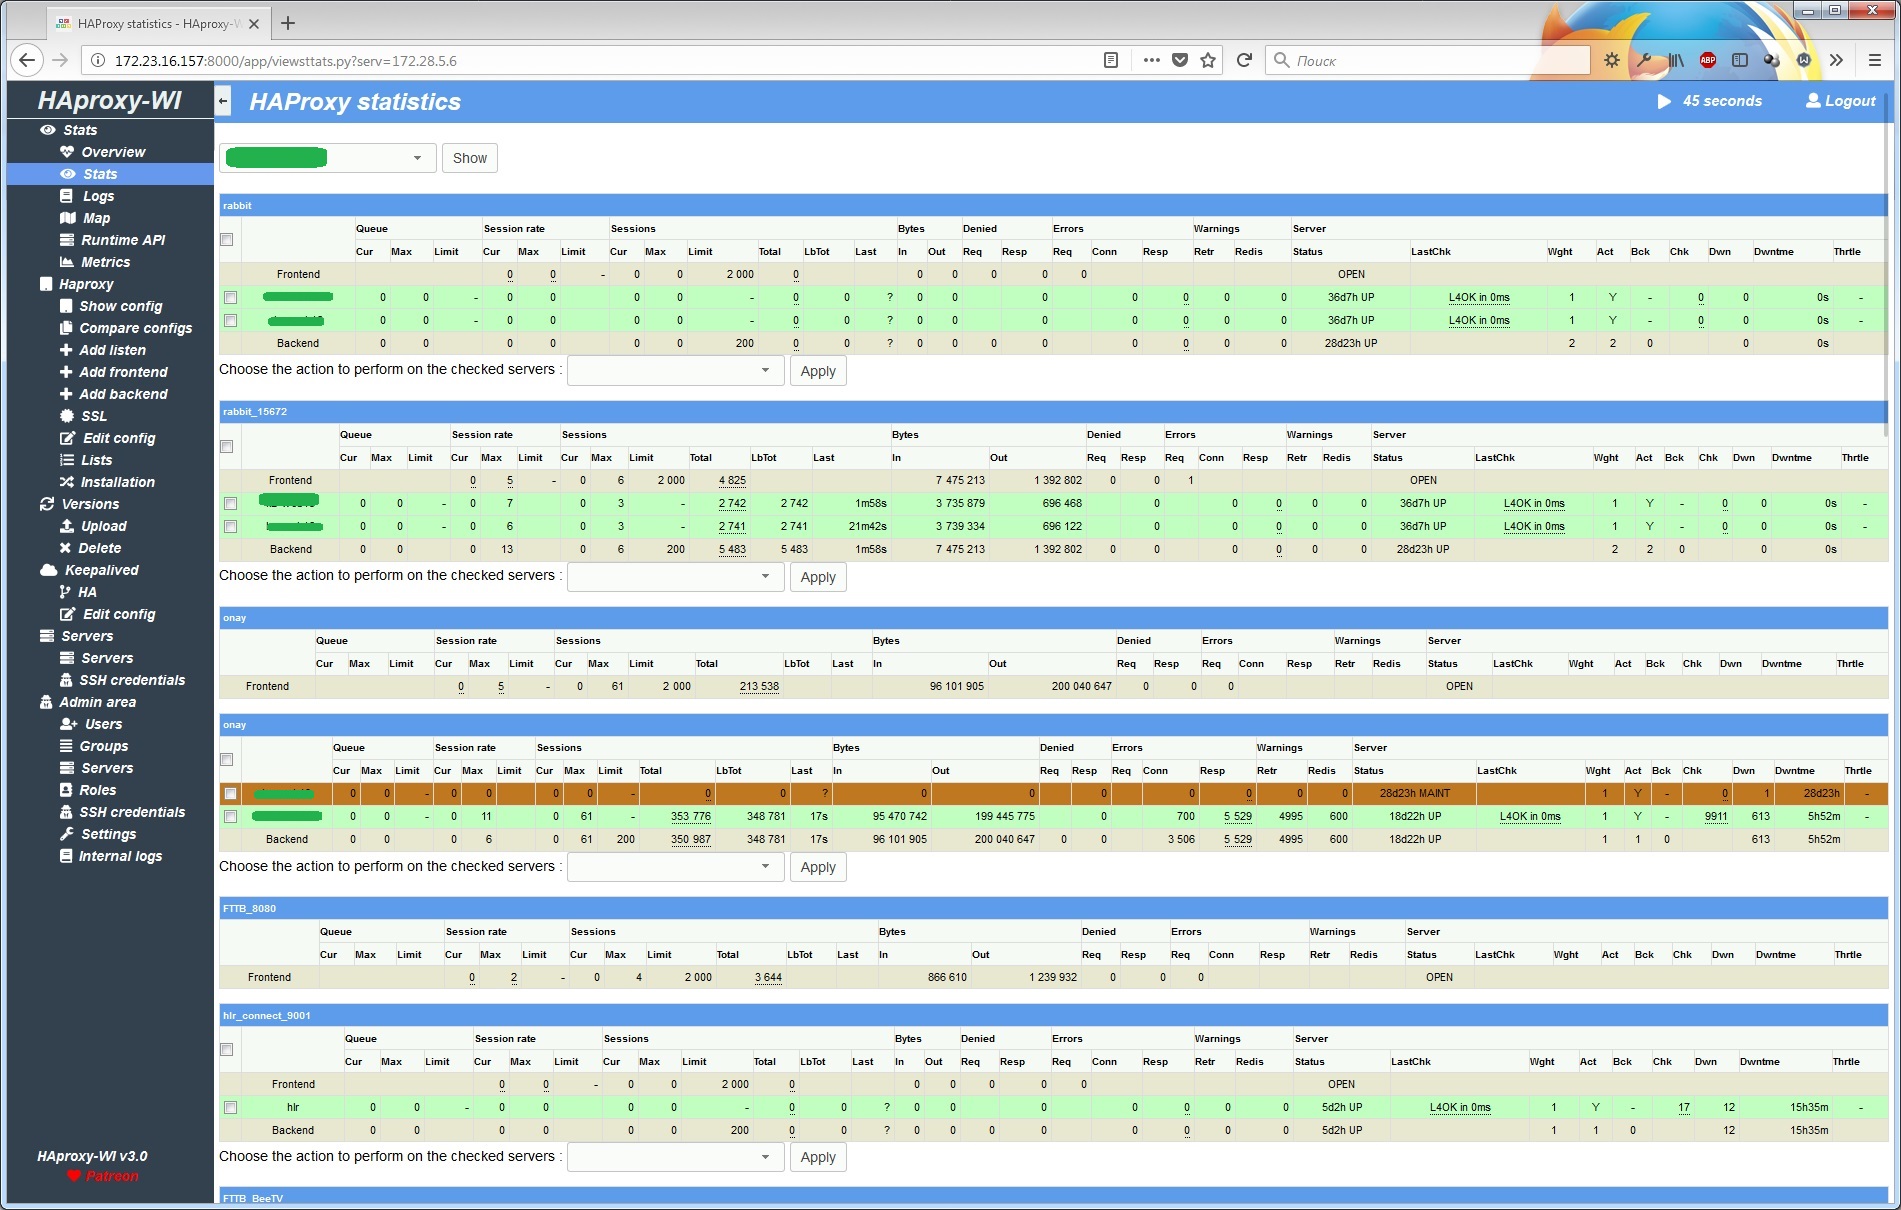 HAProxy statistics - HAproxy-W
172.23.16.157:8000/app/viewsttats.py?serv=172.28.5.6
Поиск
ABP
HAproxy-WI
HAProxy statistics
45 seconds
Logout
Stats
Overview
Stats
Logs
Map
Runtime API
Metrics
Haproxy
Show config
Compare configs
Add listen
Add frontend
Add backend
SSL
Edit config
Lists
Installation
Versions
Upload
Delete
Keepalived
HA
Edit config
Servers
Servers
SSH credentials
Admin area
Users
Groups
Servers
Roles
SSH credentials
Settings
Internal logs
HAproxy-WI v3.0
Patreon
Show
rabbit
Queue Session rate Sessions Bytes Denied Errors Warnings Server
Cur Max Limit Cur Max Limit Cur Max Limit Total LbTot Last In Out Req Resp Req Conn Resp Retr Redis Status LastChk Wght Act Bck Chk Dwn Dwntme Thrtle
Frontend 0 0 - 0 0 2 000 0 0 0 0 0 0 OPEN
0 0 - 0 0 0 0 - 0 0 ? 0 0 0 0 0 0 0 36d7h UP L4OK in 0ms 1 Y - 0 0 0s -
0 0 - 0 0 0 0 - 0 0 ? 0 0 0 0 0 0 0 36d7h UP L4OK in 0ms 1 Y - 0 0 0s -
Backend 0 0 0 0 0 0 200 0 0 ? 0 0 0 0 0 0 0 0 28d23h UP 2 2 0 0 0s
Choose the action to perform on the checked servers : Apply
rabbit_15672
Queue Session rate Sessions Bytes Denied Errors Warnings Server
Cur Max Limit Cur Max Limit Cur Max Limit Total LbTot Last In Out Req Resp Req Conn Resp Retr Redis Status LastChk Wght Act Bck Chk Dwn Dwntme Thrtle
Frontend 0 5 - 0 6 2 000 4 825 7 475 213 1 392 802 0 0 1 OPEN
0 0 - 0 7 0 3 - 2 742 2 742 1m58s 3 735 879 696 468 0 0 0 0 0 36d7h UP L4OK in 0ms 1 Y - 0 0 0s -
0 0 - 0 6 0 3 - 2 741 2 741 21m42s 3 739 334 696 122 0 0 0 0 0 36d7h UP L4OK in 0ms 1 Y - 0 0 0s -
Backend 0 0 0 13 0 6 200 5 483 5 483 1m58s 7 475 213 1 392 802 0 0 0 0 0 0 28d23h UP 2 2 0 0 0s
Choose the action to perform on the checked servers : Apply
onay
Queue Session rate Sessions Bytes Denied Errors Warnings Server
Cur Max Limit Cur Max Limit Cur Max Limit Total LbTot Last In Out Req Resp Req Conn Resp Retr Redis Status LastChk Wght Act Bck Chk Dwn Dwntme Thrtle
Frontend 0 5 - 0 61 2 000 213 538 96 101 905 200 040 647 0 0 0 OPEN
onay
Queue Session rate Sessions Bytes Denied Errors Warnings Server
Cur Max Limit Cur Max Limit Cur Max Limit Total LbTot Last In Out Req Resp Req Conn Resp Retr Redis Status LastChk Wght Act Bck Chk Dwn Dwntme Thrtle
0 0 - 0 0 0 0 - 0 0 ? 0 0 0 0 0 0 0 28d23h MAINT 1 Y - 0 1 28d23h -
0 0 - 0 11 0 61 - 353 776 348 781 17s 95 470 742 199 445 775 0 700 5 529 4995 600 18d22h UP L4OK in 0ms 1 Y - 9911 613 5h52m -
Backend 0 0 0 6 0 61 200 350 987 348 781 17s 96 101 905 200 040 647 0 0 3 506 5 529 4995 600 18d22h UP 1 1 0 613 5h52m
Choose the action to perform on the checked servers : Apply
FTTB_8080
Queue Session rate Sessions Bytes Denied Errors Warnings Server
Cur Max Limit Cur Max Limit Cur Max Limit Total LbTot Last In Out Req Resp Req Conn Resp Retr Redis Status LastChk Wght Act Bck Chk Dwn Dwntme Thrtle
Frontend 0 2 - 0 4 2 000 3 644 866 610 1 239 932 0 0 0 OPEN
hlr_connect_9001
Queue Session rate Sessions Bytes Denied Errors Warnings Server
Cur Max Limit Cur Max Limit Cur Max Limit Total LbTot Last In Out Req Resp Req Conn Resp Retr Redis Status LastChk Wght Act Bck Chk Dwn Dwntme Thrtle
Frontend 0 0 - 0 0 2 000 0 0 0 0 0 0 OPEN
hlr 0 0 - 0 0 0 0 - 0 0 ? 0 0 0 0 0 0 0 5d2h UP L4OK in 0ms 1 Y - 17 12 15h35m -
Backend 0 0 0 0 0 0 200 0 0 ? 0 0 0 0 0 0 0 0 5d2h UP 1 1 0 12 15h35m
Choose the action to perform on the checked servers : Apply
FTTB_BeeTV